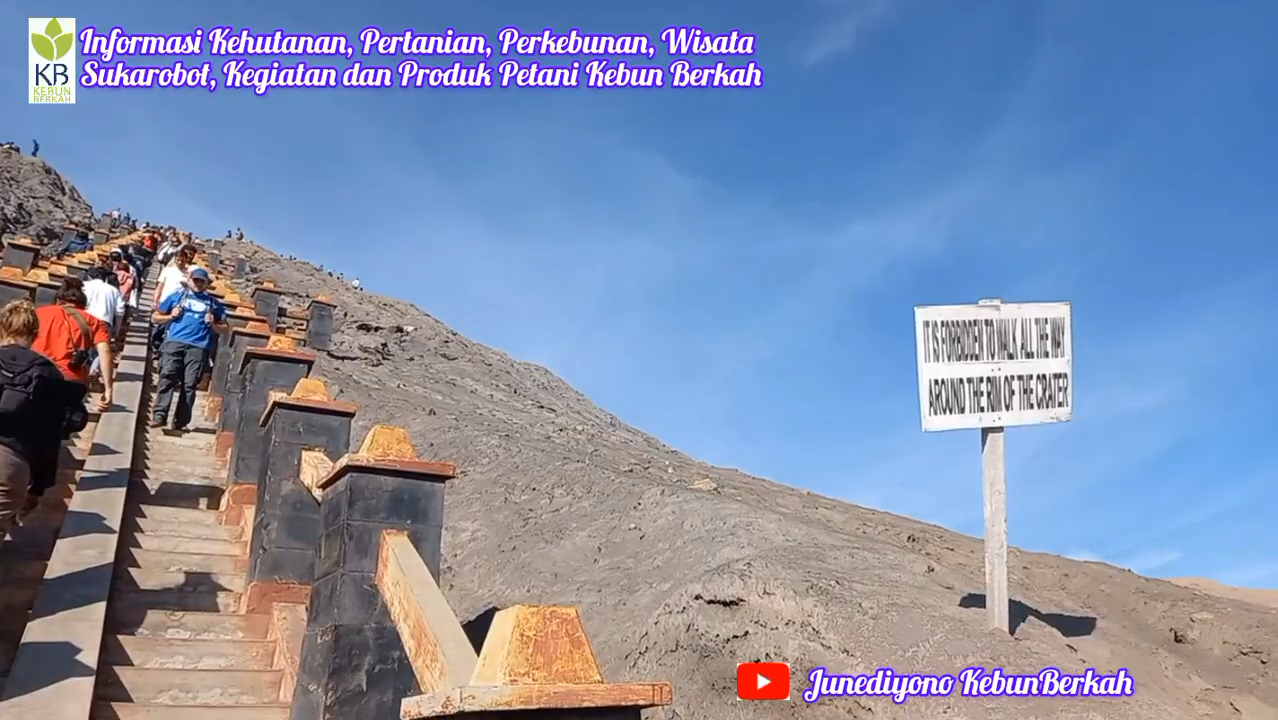 Informasi Kehutanan, Pertanian, Perkebunan, Wisata
Sukarobot, Kegiatan dan Produk Petani Kebun Berkah
KB
KEBUN
BERKAH
IT IS FORBIDDEN TO WALK ALL THE WAY
AROUND THE RIM OF THE CRATER
Junediyono KebunBerkah